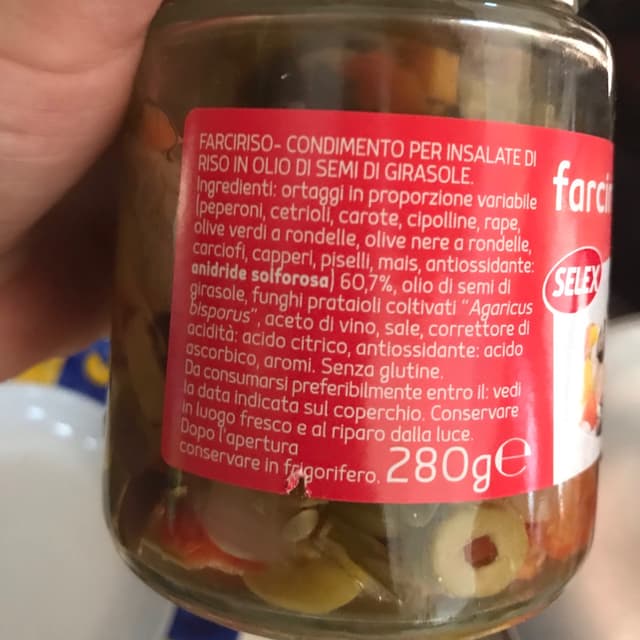 FARCIRISO- CONDIMENTO PER INSALATE DI
RISO IN OLIO DI SEMI DI GIRASOLE.
Ingredienti: ortaggi in proporzione variabile
(peperoni, cetrioli, carote, cipolline, rape,
olive verdi a rondelle, olive nere a rondelle,
carciofi, capperi, piselli, mais, antiossidante:
anidride solforosa) 60,7%, olio di semi di
girasole, funghi prataioli coltivati "Agaricus
bisporus", aceto di vino, sale, correttore di
acidità: acido citrico, antiossidante: acido
ascorbico, aromi. Senza glutine.
Da consumarsi preferibilmente entro il: vedi
la data indicata sul coperchio. Conservare
in luogo fresco e al riparo dalla luce.
Dopo l'apertura
conservare in frigorifero. 280g e
farcir
SELEX